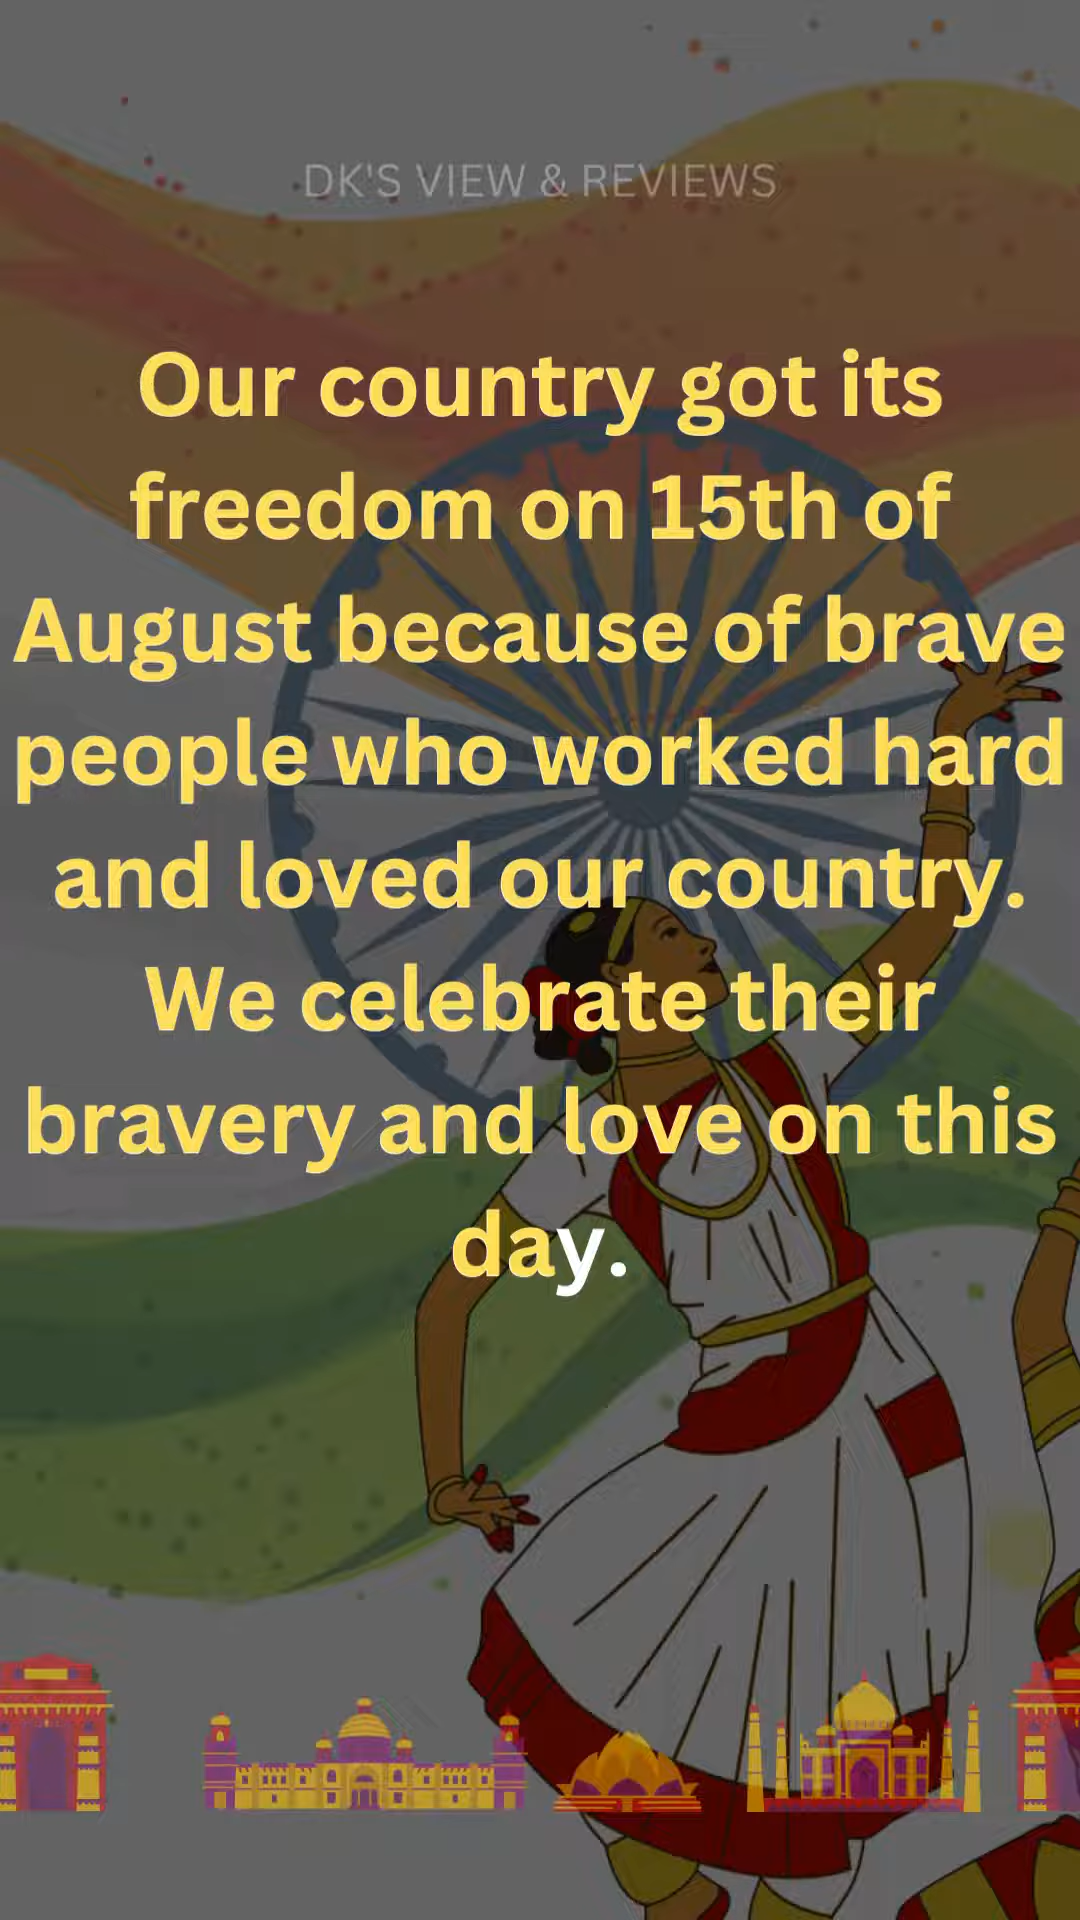 DK'S VIEW & REVIEWS
Our country got its
freedom on 15th of
August because of brave
people who worked hard
and loved our country.
We celebrate their
bravery and love on this
day.